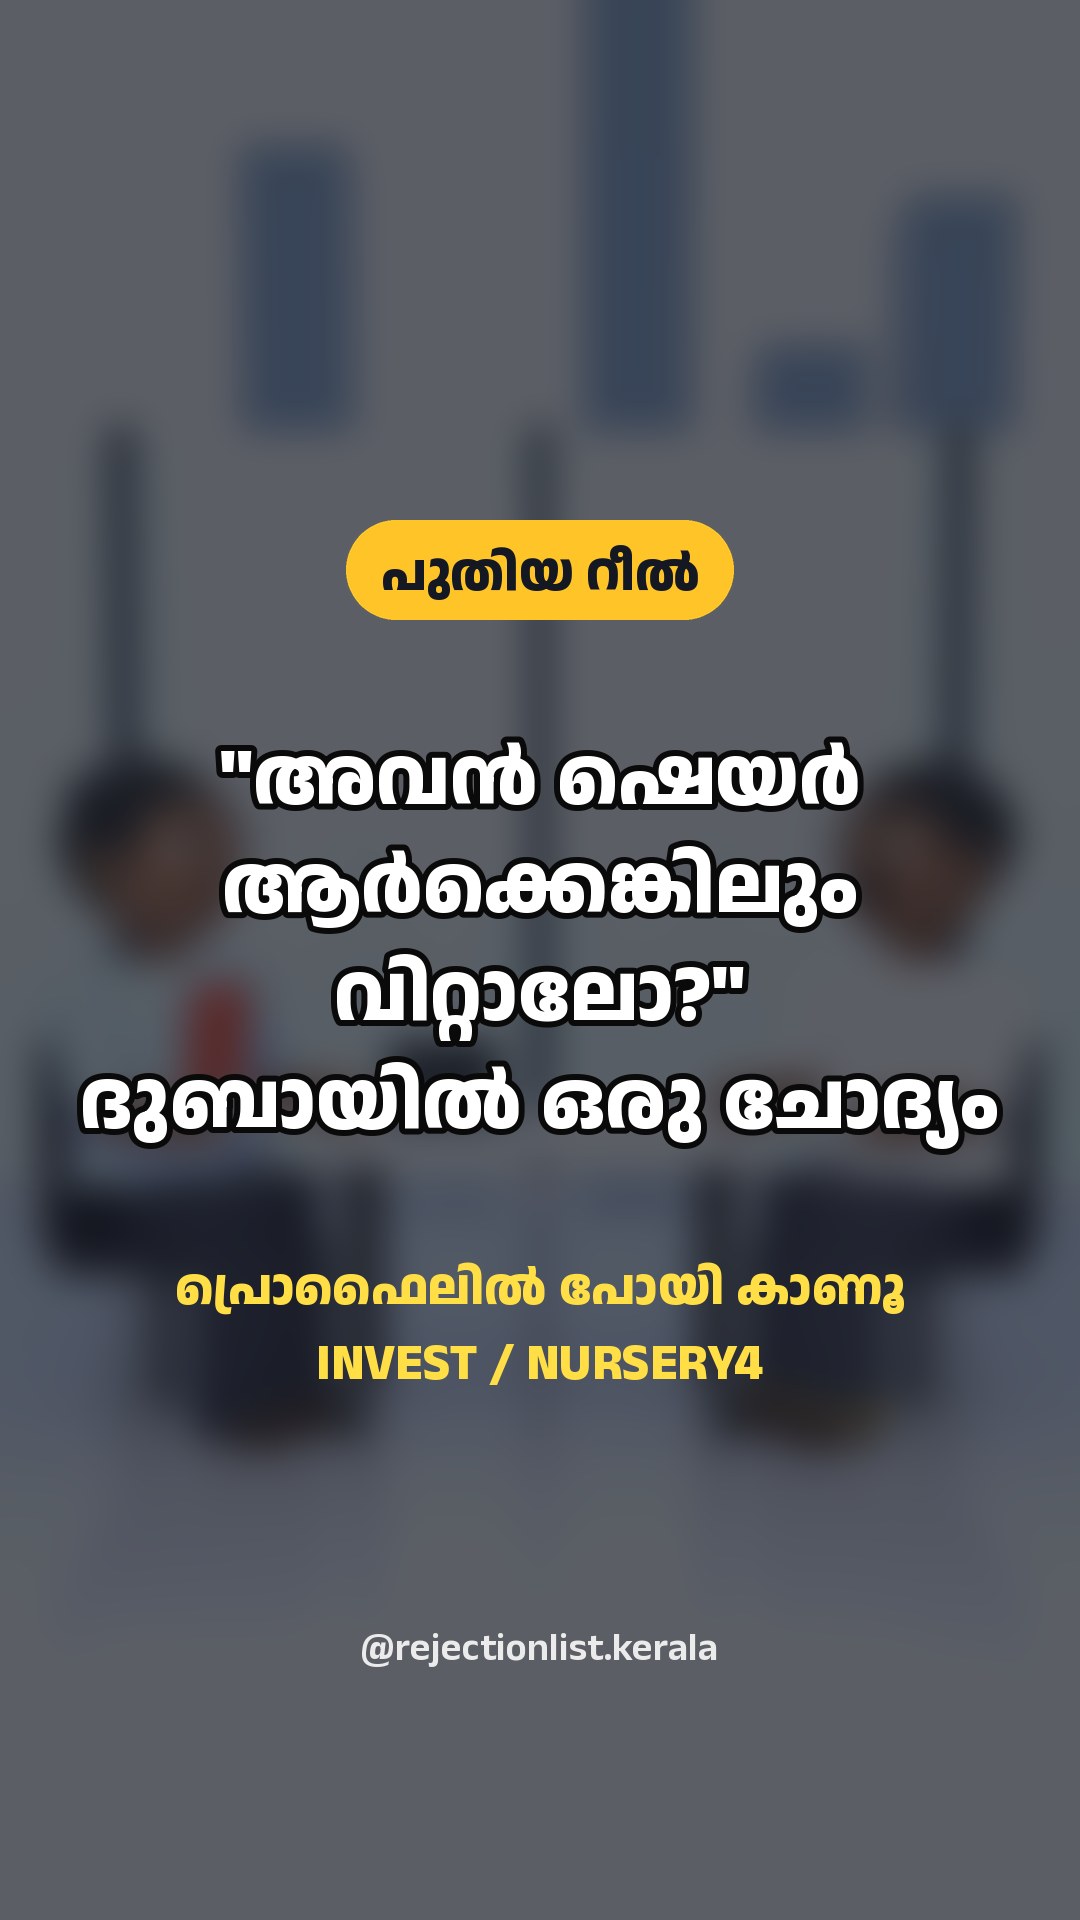 പുതിയ റീൽ
"അവൻ ഷെയർ
ആർക്കെങ്കിലും
വിറ്റാലോ?"
ദുബായിൽ ഒരു ചോദ്യം
പ്രൊഫൈലിൽ പോയി കാണൂ
INVEST / NURSERY4
@rejectionlist.kerala